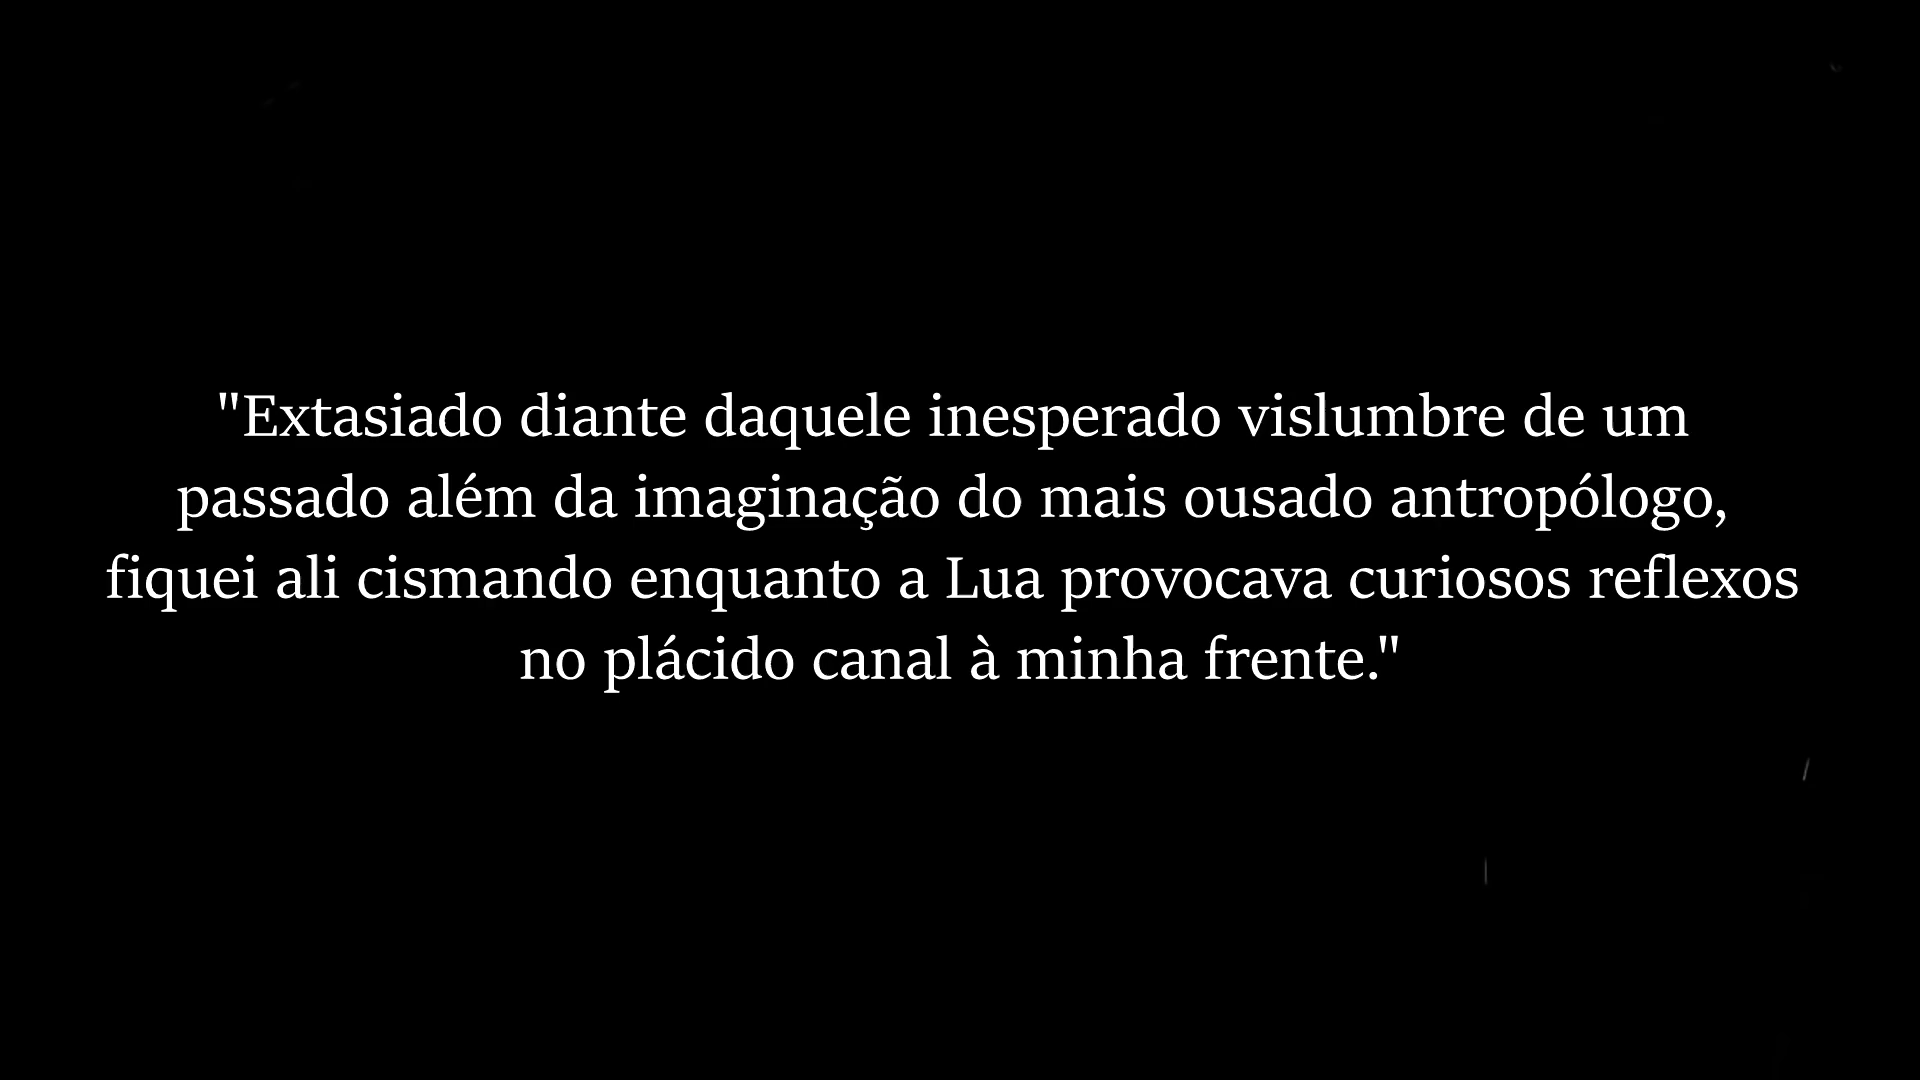 "Extasiado diante daquele inesperado vislumbre de um
passado além da imaginação do mais ousado antropólogo,
fiquei ali cismando enquanto a Lua provocava curiosos reflexos
no plácido canal à minha frente."